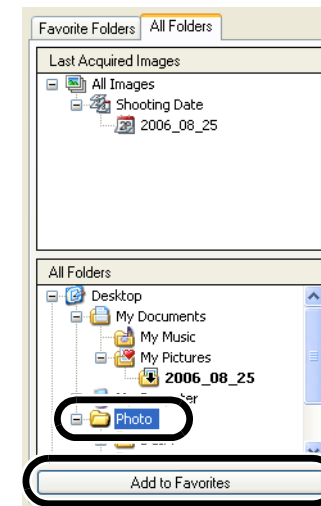 Favorite Folders All Folders
Last Acquired Images
All Images
Shooting Date
2006_08_25
All Folders
Desktop
My Documents
My Music
My Pictures
2006_08_25
Photo
Add to Favorites